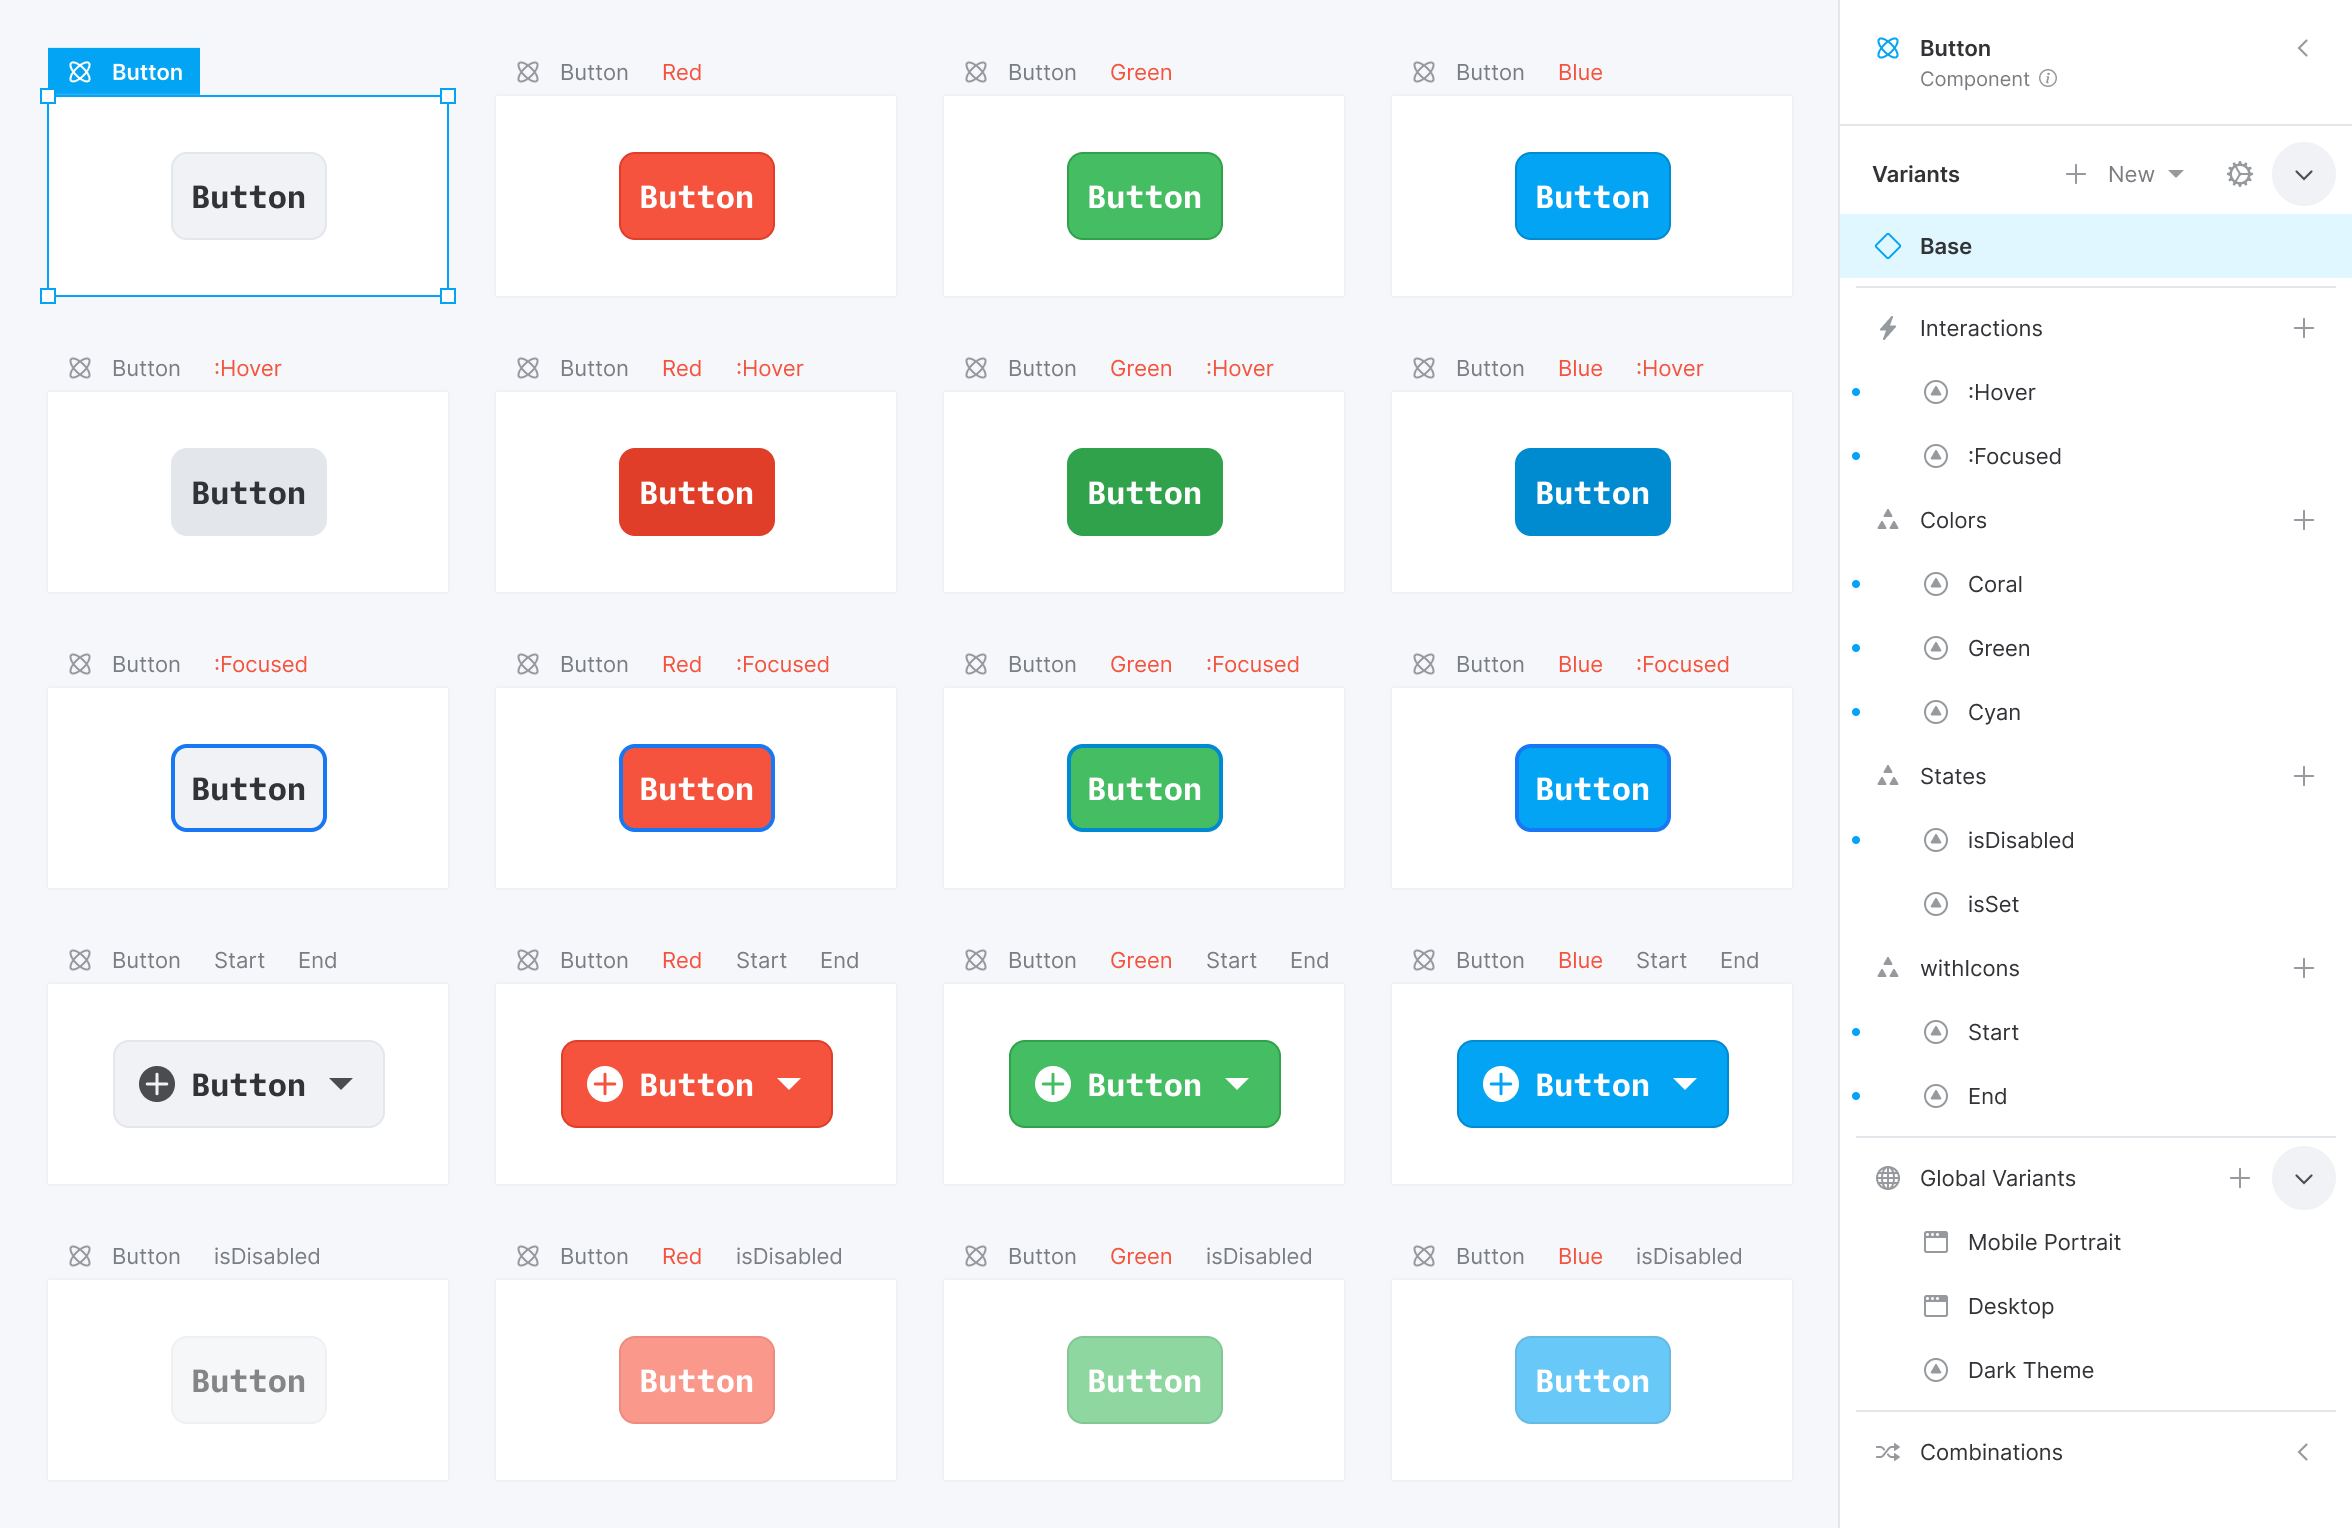 Button
Button Red
Button Green
Button Blue
Button
Button
Button
Button
Button :Hover
Button Red :Hover
Button Green :Hover
Button Blue :Hover
Button
Button
Button
Button
Button :Focused
Button Red :Focused
Button Green :Focused
Button Blue :Focused
Button
Button
Button
Button
Button Start End
Button Red Start End
Button Green Start End
Button Blue Start End
Button
Button
Button
Button
Button isDisabled
Button Red isDisabled
Button Green isDisabled
Button Blue isDisabled
Button
Button
Button
Button
Button
Component
Variants
New
Base
Interactions
:Hover
:Focused
Colors
Coral
Green
Cyan
States
isDisabled
isSet
withIcons
Start
End
Global Variants
Mobile Portrait
Desktop
Dark Theme
Combinations